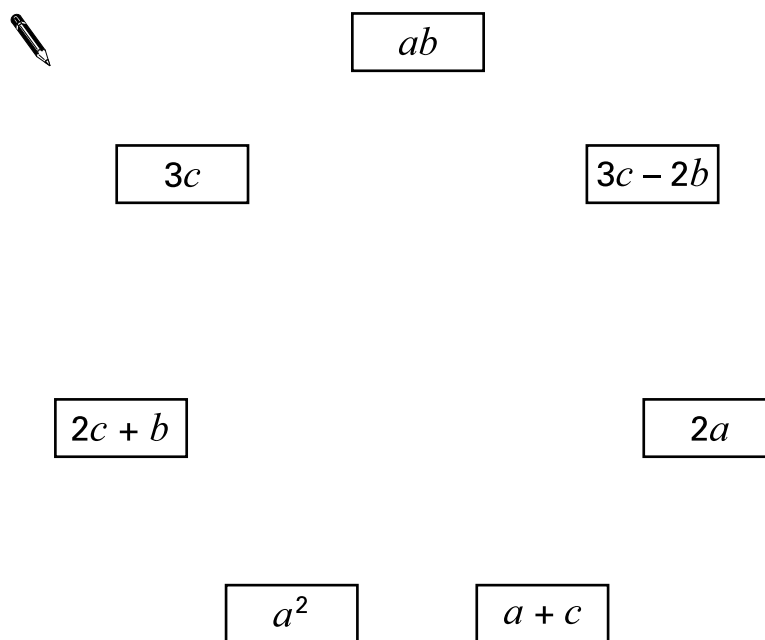 ab
3c
3c – 2b
2c + b
2a
a²
a + c